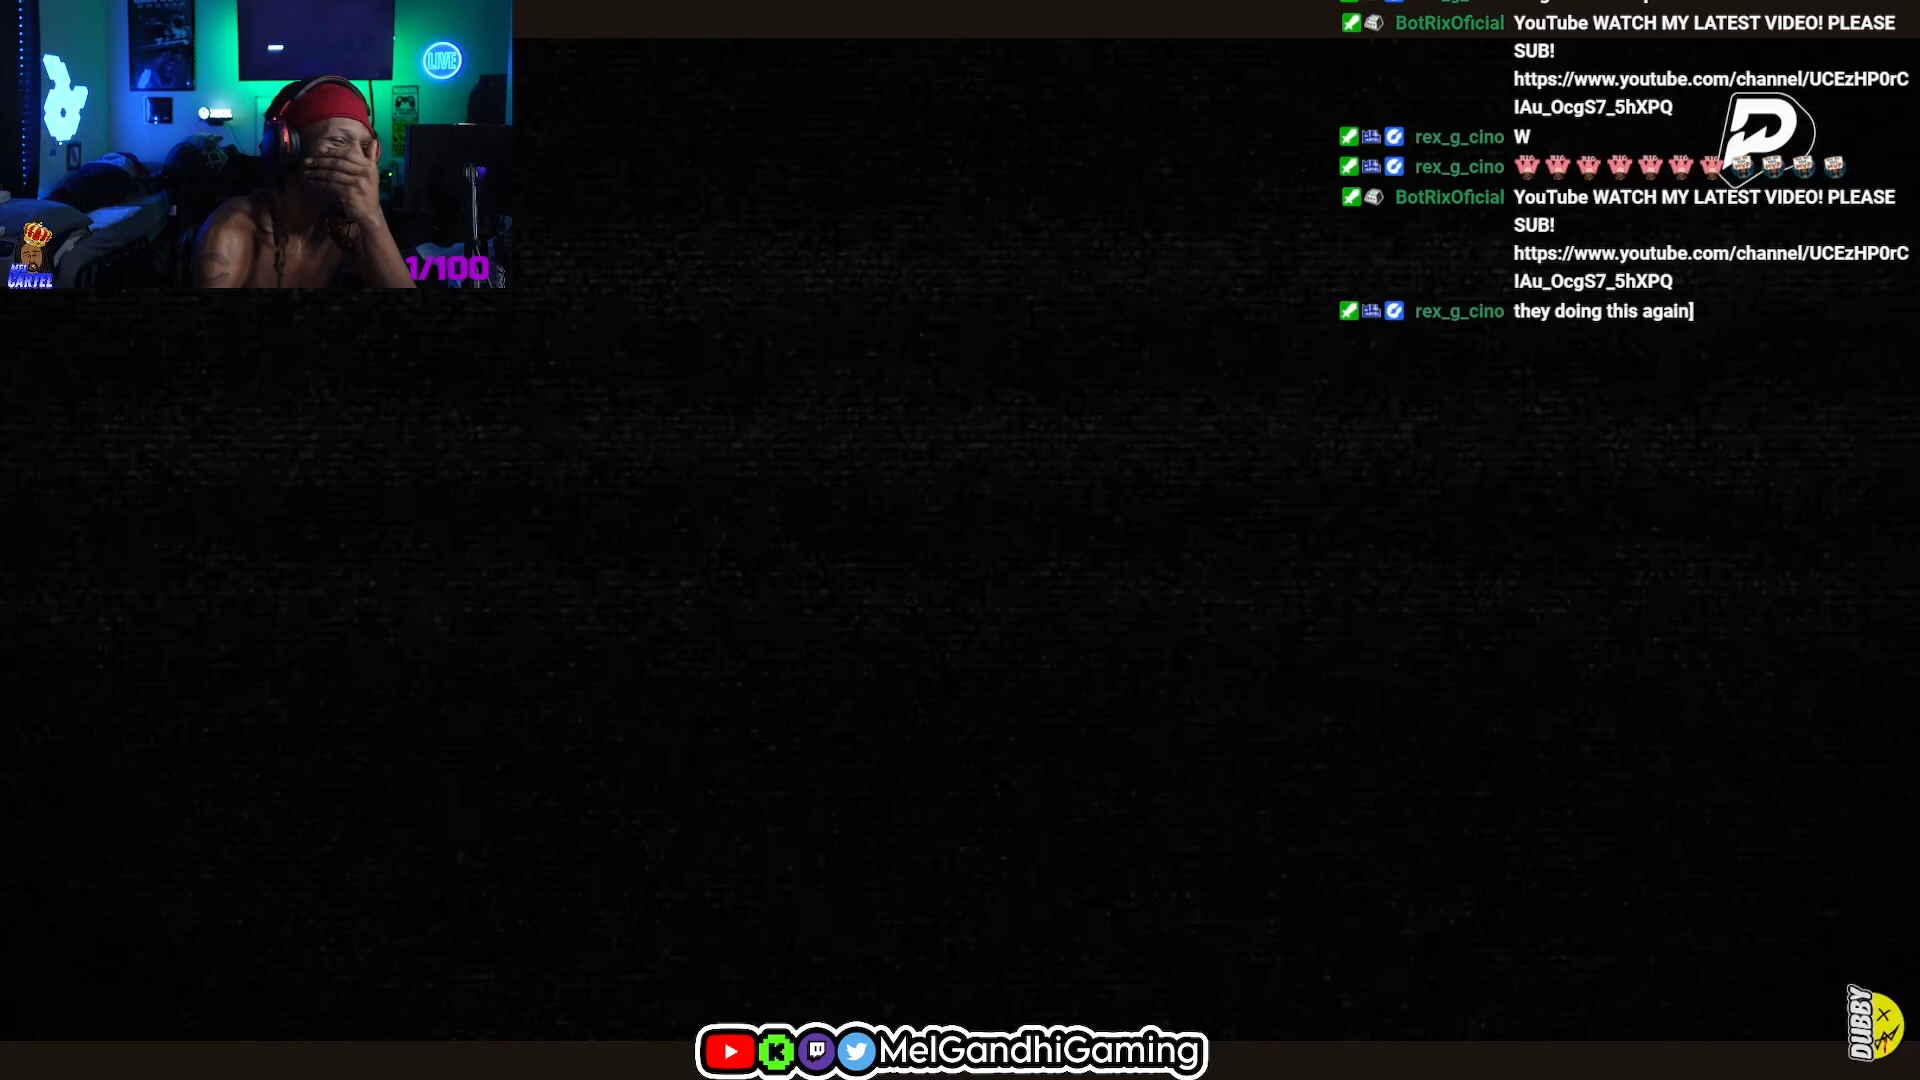 LIVE
MEL
CARTEL
1/100
BotRixOficial YouTube WATCH MY LATEST VIDEO! PLEASE
SUB!
https://www.youtube.com/channel/UCEzHP0rC
IAu_OcgS7_5hXPQ
rex_g_cino W
rex_g_cino
BotRixOficial YouTube WATCH MY LATEST VIDEO! PLEASE
SUB!
https://www.youtube.com/channel/UCEzHP0rC
IAu_OcgS7_5hXPQ
rex_g_cino they doing this again]
MelGandhiGaming
DUBBY